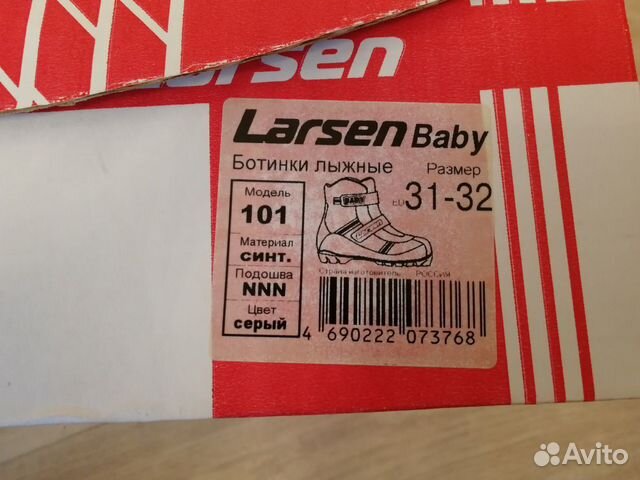 Larsen
Larsen Baby
Ботинки лыжные
Размер
EU 31-32
Модель
101
Материал
синт.
Подошва
NNN
Цвет
серый
Страна изготовитель: РОССИЯ
4 690222 073768
Avito